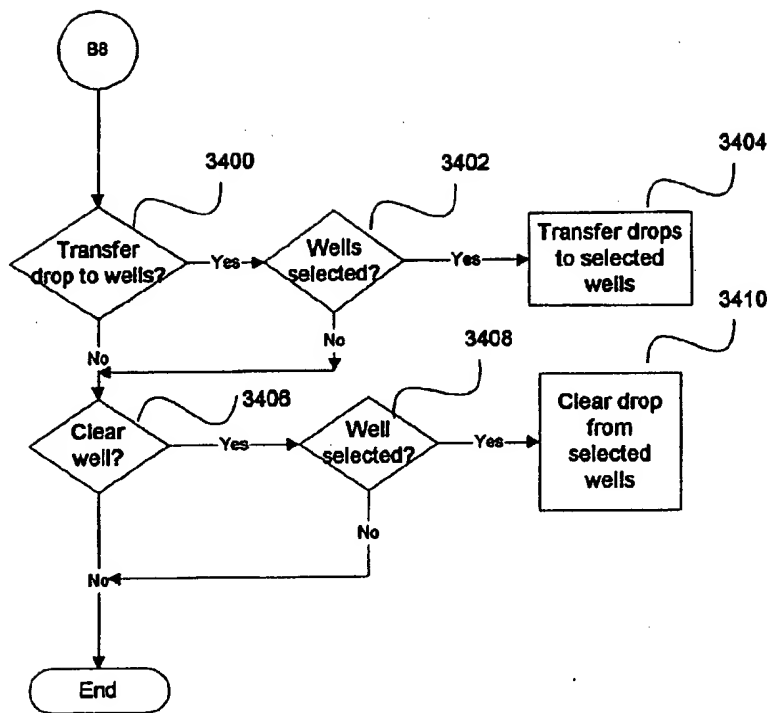 B8
3400
3402
3404
Transfer
drop to wells?
Yes
Wells
selected?
Yes
Transfer drops
to selected
wells
No
No
3406
3408
3410
Clear
well?
Yes
Well
selected?
Yes
Clear drop
from
selected
wells
No
No
End